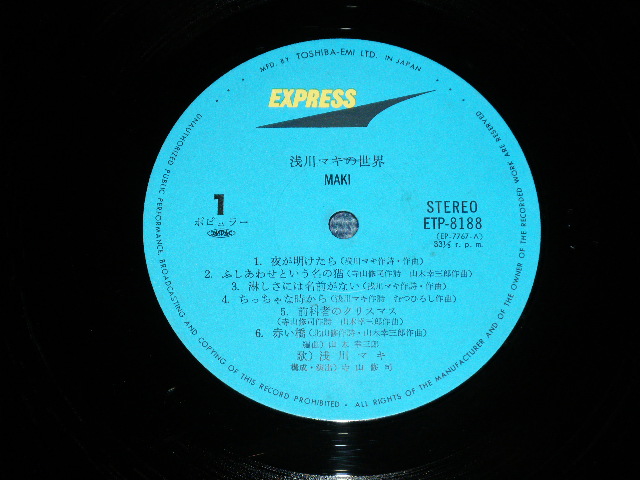 MFD. BY TOSHIBA-EMI LTD. IN JAPAN
EXPRESS
浅川マキの世界
MAKI
1
ポピュラー
STEREO
ETP-8188
(EP-7767-A)
33⅓ r. p. m.
1. 夜が明けたら(浅川マキ作詩・作曲)
2. ふしあわせという名の猫(寺山修司作詩 山木幸三郎作曲)
3. 淋しさには名前がない(浅川マキ作詩・作曲)
4. ちっちゃな時から(浅川マキ作詩 むつひろし作曲)
5. 前科者のクリスマス
(寺山修司作詩 山木幸三郎作曲)
6. 赤い橋(北山修作詩・山木幸三郎作曲)
編曲)山木幸三郎
歌)浅川マキ
構成・演出)寺山修司
UNAUTHORIZED PUBLIC PERFORMANCE, BROADCASTING AND COPYING OF THIS RECORD PROHIBITED • ALL RIGHTS OF THE MANUFACTURER AND OF THE OWNER OF THE RECORDED WORK ARE RESERVED